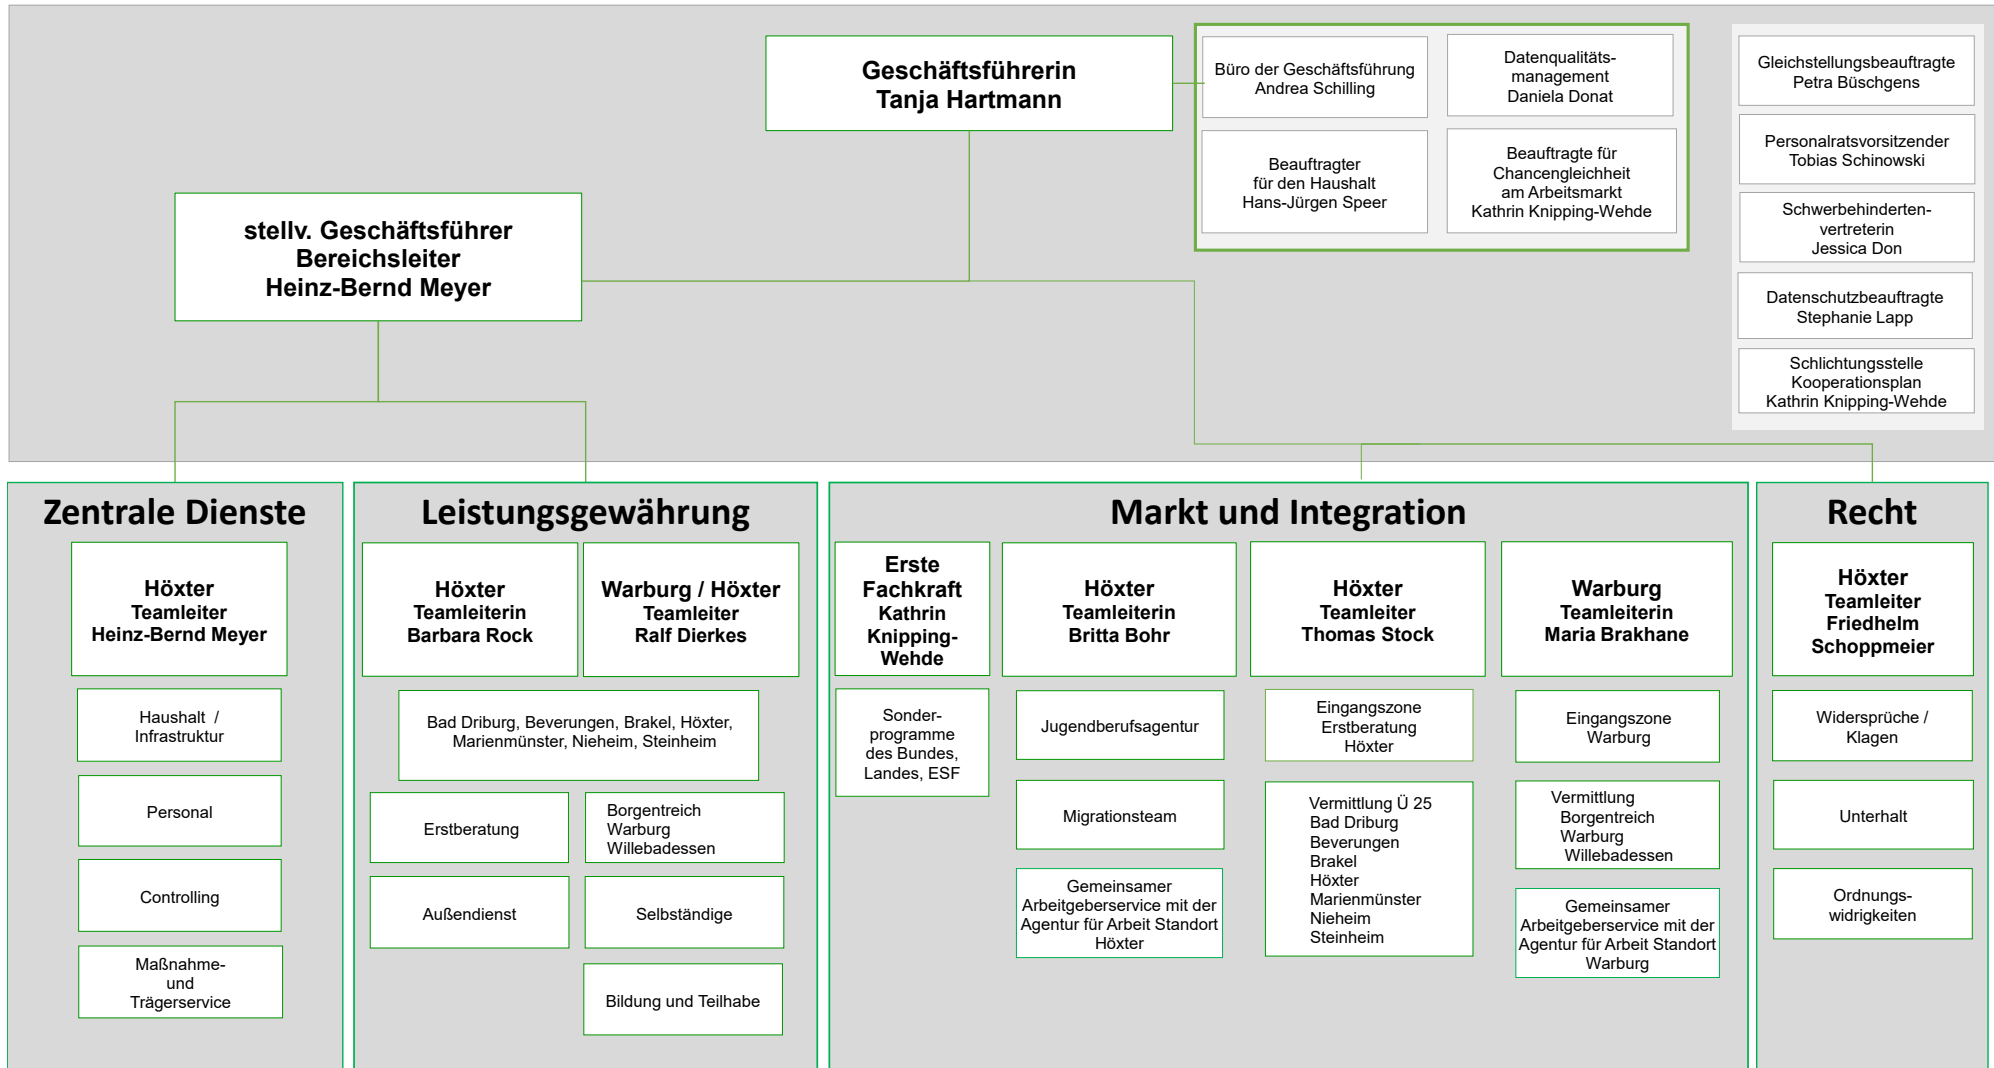 Geschäftsführerin
Tanja Hartmann
Büro der Geschäftsführung
Andrea Schilling
Datenqualitäts-
management
Daniela Donat
Beauftragter
für den Haushalt
Hans-Jürgen Speer
Beauftragte für
Chancengleichheit
am Arbeitsmarkt
Kathrin Knipping-Wehde
Gleichstellungsbeauftragte
Petra Büschgens
Personalratsvorsitzender
Tobias Schinowski
Schwerbehinderten-
vertreterin
Jessica Don
Datenschutzbeauftragte
Stephanie Lapp
Schlichtungsstelle
Kooperationsplan
Kathrin Knipping-Wehde
stellv. Geschäftsführer
Bereichsleiter
Heinz-Bernd Meyer
Zentrale Dienste
Höxter
Teamleiter
Heinz-Bernd Meyer
Haushalt /
Infrastruktur
Personal
Controlling
Maßnahme-
und
Trägerservice
Leistungsgewährung
Höxter
Teamleiterin
Barbara Rock
Warburg / Höxter
Teamleiter
Ralf Dierkes
Bad Driburg, Beverungen, Brakel, Höxter,
Marienmünster, Nieheim, Steinheim
Erstberatung
Außendienst
Borgentreich
Warburg
Willebadessen
Selbständige
Bildung und Teilhabe
Markt und Integration
Erste
Fachkraft
Kathrin
Knipping-
Wehde
Sonder-
programme
des Bundes,
Landes, ESF
Höxter
Teamleiterin
Britta Bohr
Jugendberufsagentur
Migrationsteam
Gemeinsamer
Arbeitgeberservice mit der
Agentur für Arbeit Standort
Höxter
Höxter
Teamleiter
Thomas Stock
Eingangszone
Erstberatung
Höxter
Vermittlung Ü 25
Bad Driburg
Beverungen
Brakel
Höxter
Marienmünster
Nieheim
Steinheim
Warburg
Teamleiterin
Maria Brakhane
Eingangszone
Warburg
Vermittlung
Borgentreich
Warburg
Willebadessen
Gemeinsamer
Arbeitgeberservice mit der
Agentur für Arbeit Standort
Warburg
Recht
Höxter
Teamleiter
Friedhelm
Schoppmeier
Widersprüche /
Klagen
Unterhalt
Ordnungs-
widrigkeiten